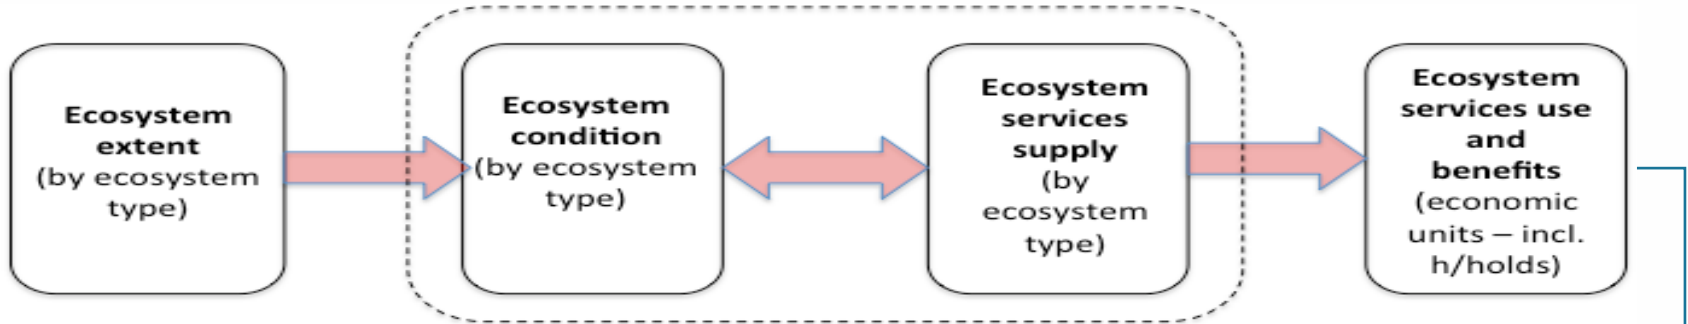 Ecosystem
extent
(by ecosystem
type)
Ecosystem
condition
(by ecosystem
type)
Ecosystem
services
supply
(by
ecosystem
type)
Ecosystem
services use
and
benefits
(economic
units – incl.
h/holds)